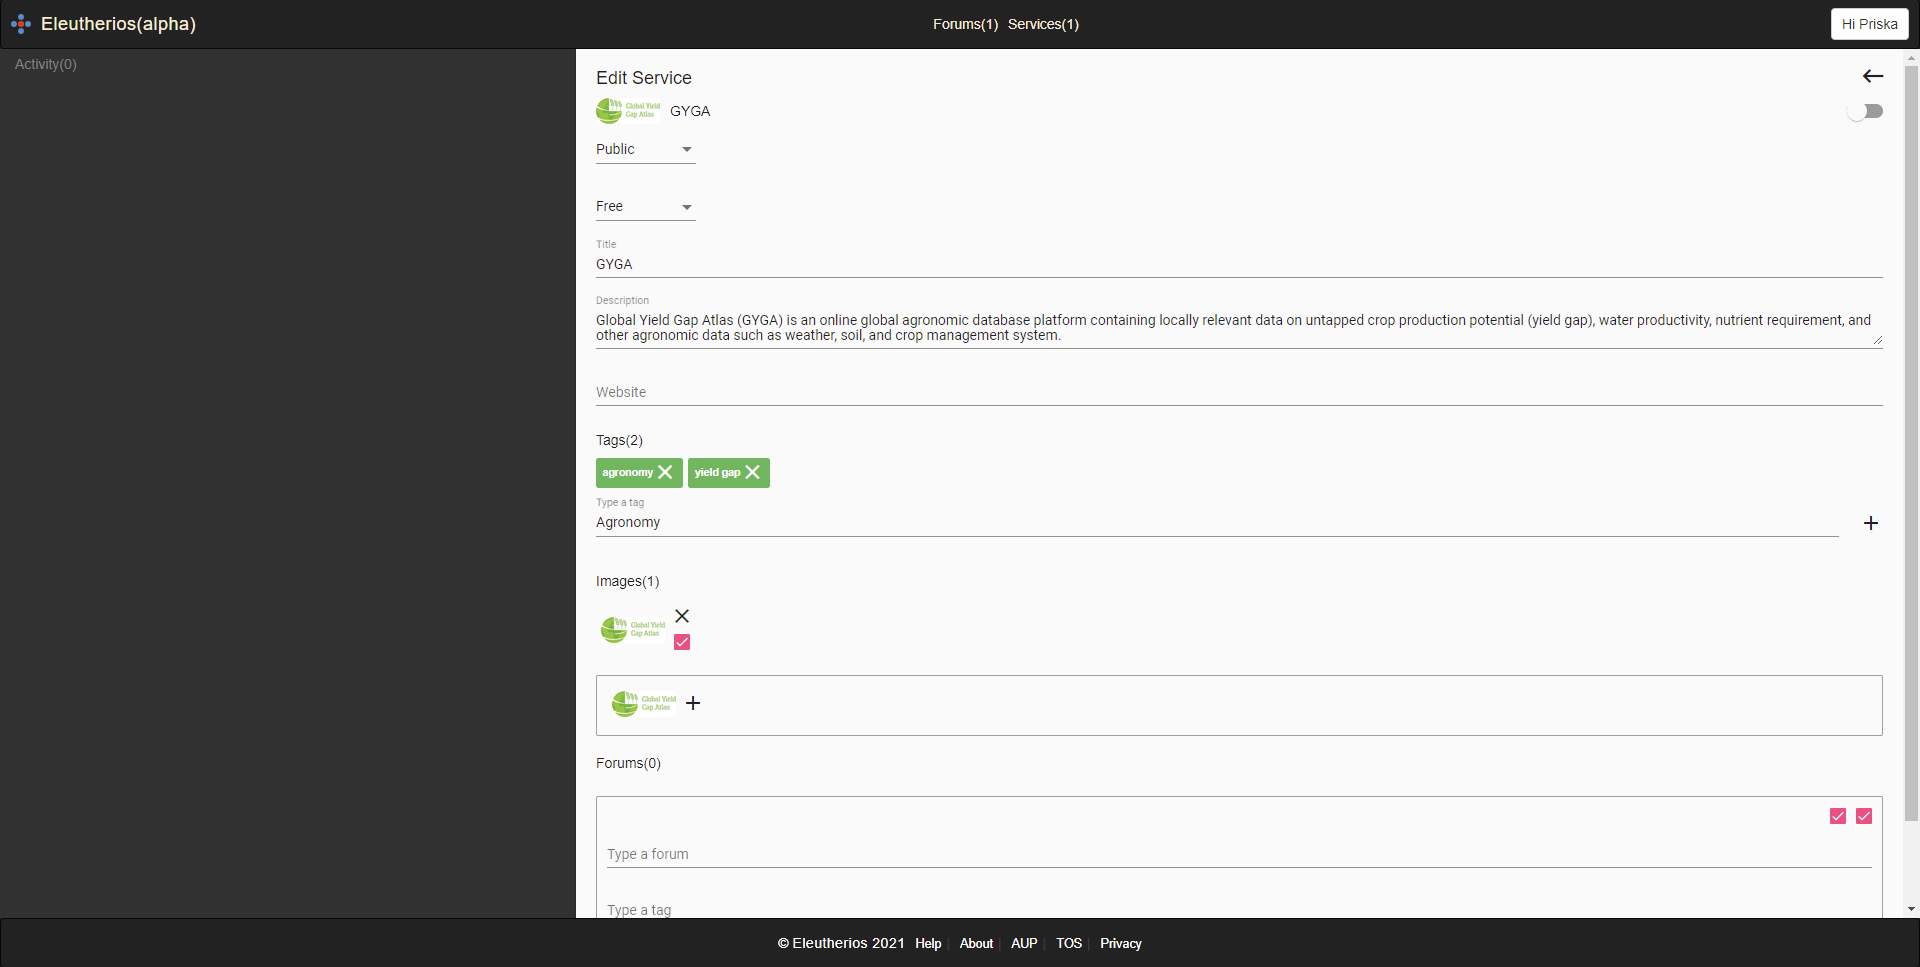 Eleutherios(alpha)
Forums(1) Services(1)
Hi Priska
Activity(0)
Edit Service
Global Yield
Gap Atlas
GYGA
Public
Free
Title
GYGA
Description
Global Yield Gap Atlas (GYGA) is an online global agronomic database platform containing locally relevant data on untapped crop production potential (yield gap), water productivity, nutrient requirement, and
other agronomic data such as weather, soil, and crop management system.
Website
Tags(2)
agronomy yield gap
Type a tag
Agronomy
Images(1)
Global Yield
Gap Atlas
Global Yield
Gap Atlas
Forums(0)
Type a forum
Type a tag
© Eleutherios 2021 Help About AUP TOS Privacy